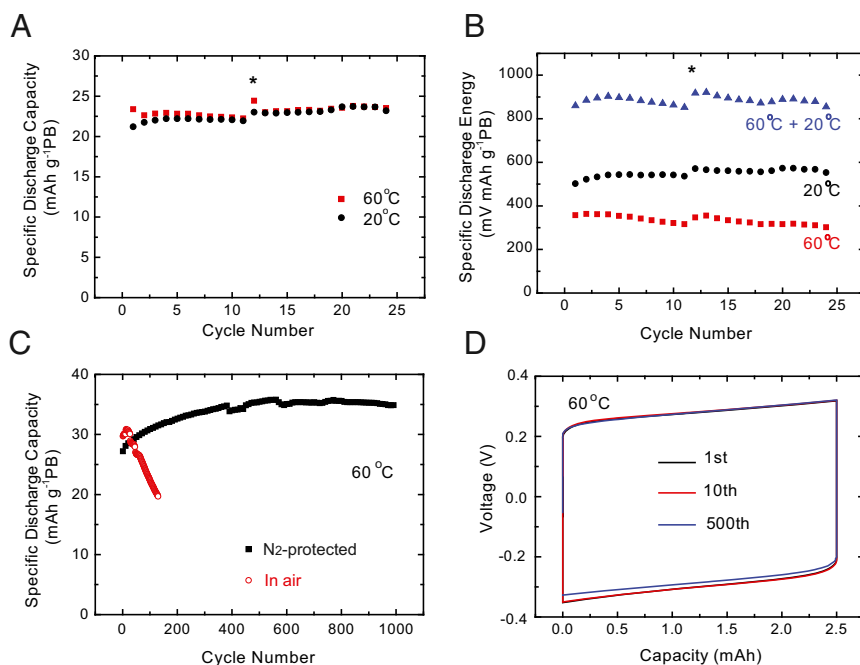 A
Specific Discharge Capacity
(mAh g⁻¹PB)
30
25
20
15
10
5
0
*
60°C
20°C
0 5 10 15 20 25
Cycle Number
B
Specific Discharege Energy
(mV mAh g⁻¹PB)
1000
800
600
400
200
0
*
60°C + 20°C
20°C
60°C
0 5 10 15 20 25
Cycle Number
C
Specific Discharge Capacity
(mAh g⁻¹PB)
40
35
30
25
20
15
10
5
0
60 °C
N2-protected
In air
0 200 400 600 800 1000
Cycle Number
D
Voltage (V)
0.4
0.2
0.0
-0.2
-0.4
60°C
1st
10th
500th
0.0 0.5 1.0 1.5 2.0 2.5
Capacity (mAh)